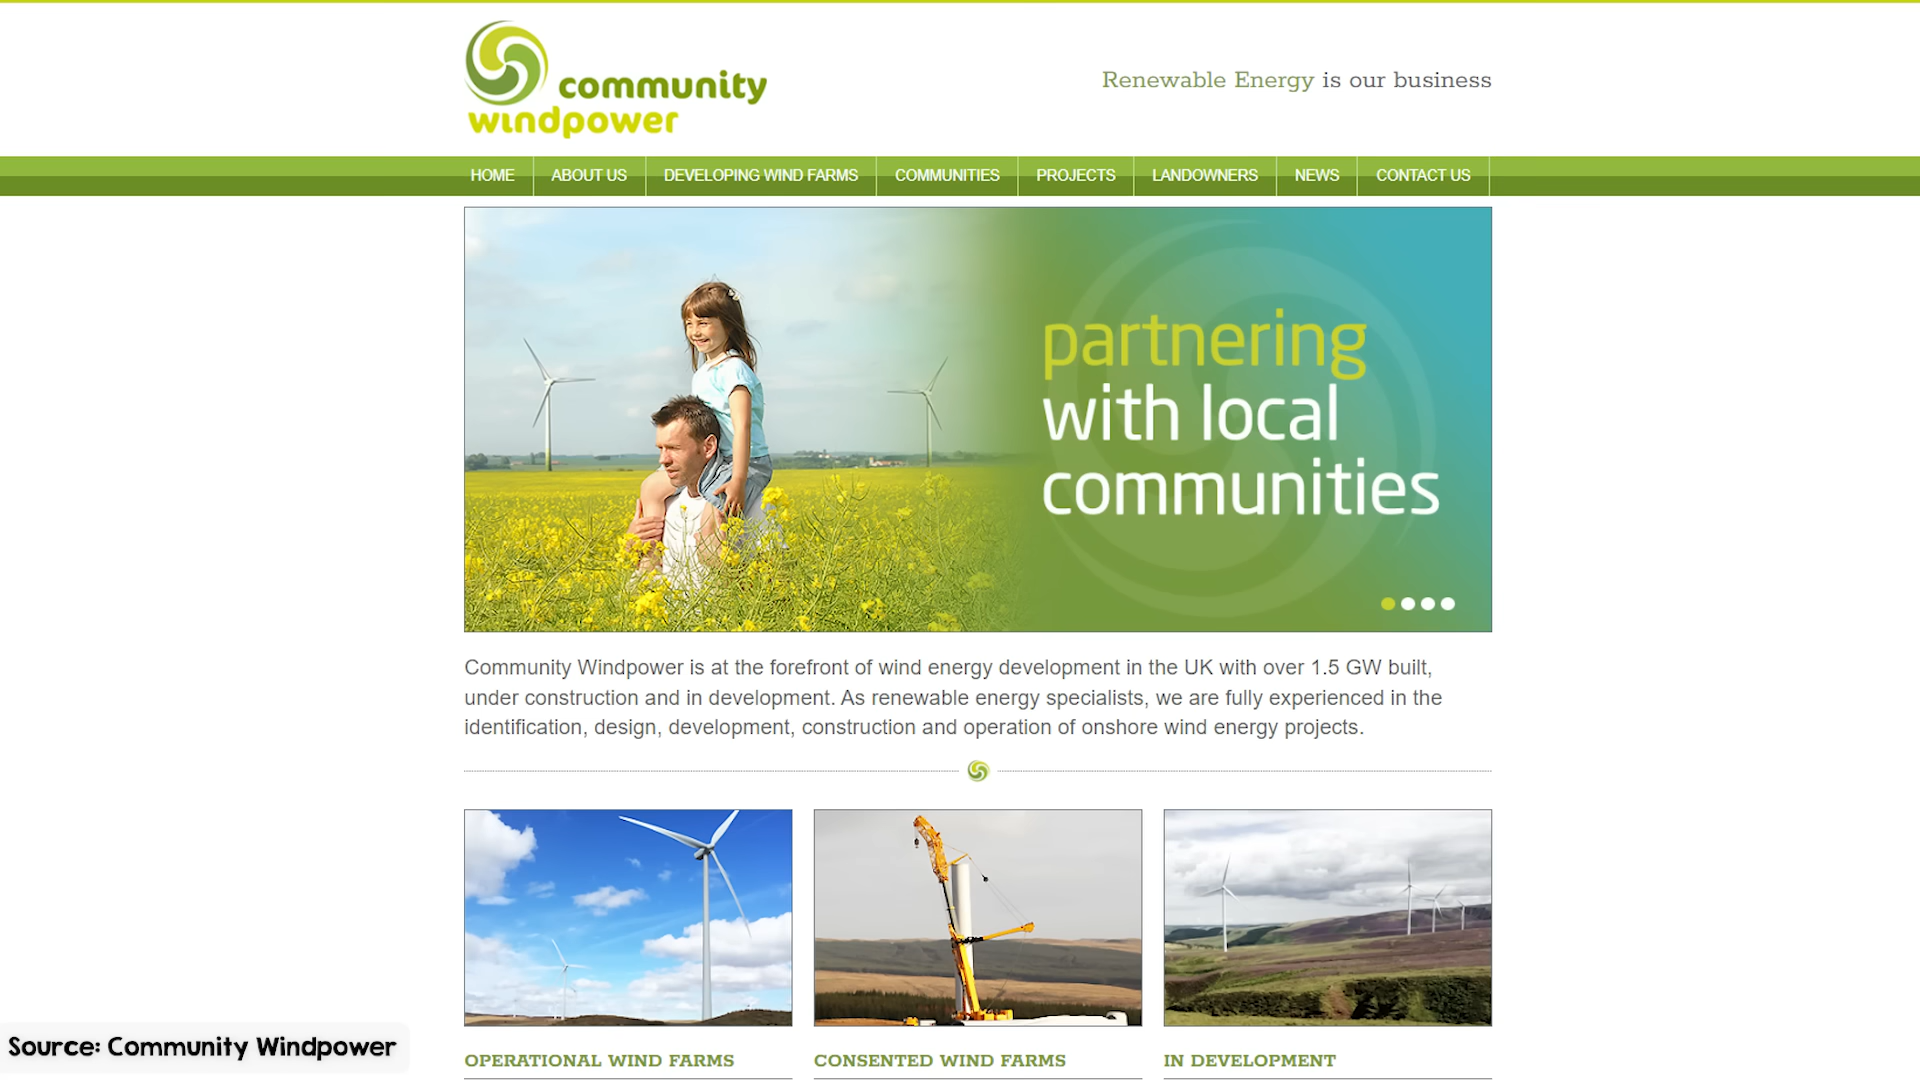 community
windpower
Renewable Energy is our business
HOME
ABOUT US
DEVELOPING WIND FARMS
COMMUNITIES
PROJECTS
LANDOWNERS
NEWS
CONTACT US
partnering
with local
communities
Community Windpower is at the forefront of wind energy development in the UK with over 1.5 GW built,
under construction and in development. As renewable energy specialists, we are fully experienced in the
identification, design, development, construction and operation of onshore wind energy projects.
OPERATIONAL WIND FARMS
CONSENTED WIND FARMS
IN DEVELOPMENT
Source: Community Windpower